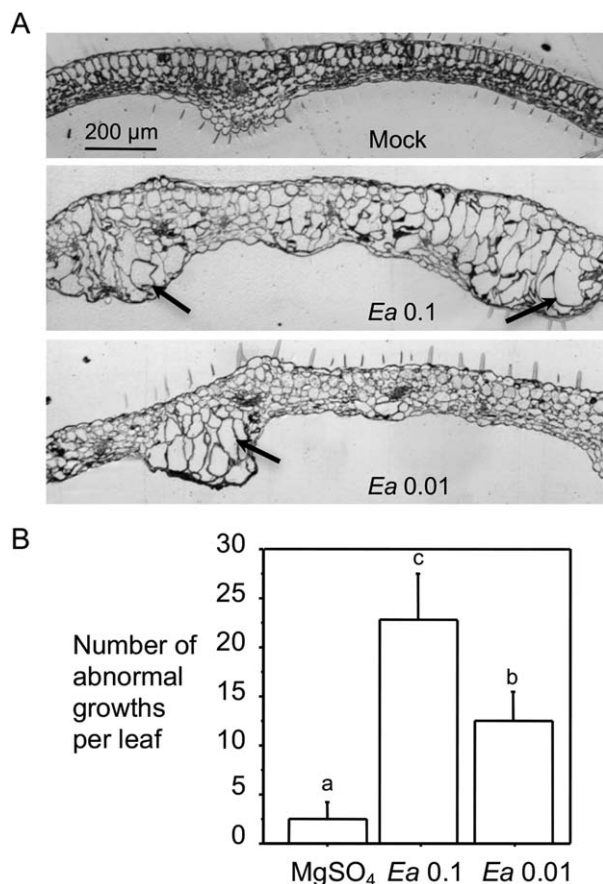 A
200 μm
Mock
Ea 0.1
Ea 0.01
B
Number of
abnormal
growths
per leaf
30
25
20
15
10
5
0
a
c
b
MgSO₄ Ea 0.1 Ea 0.01